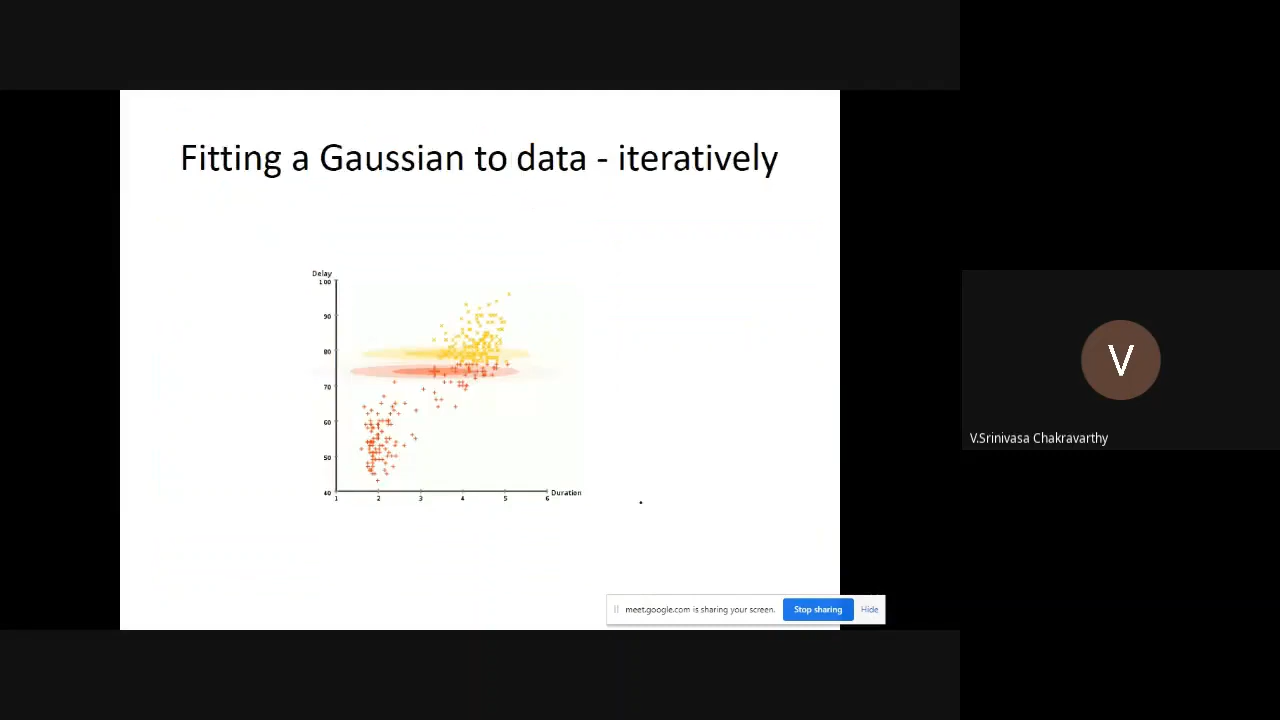 Fitting a Gaussian to data - iteratively
Delay
100
90
80
70
60
50
40
1 2 3 4 5 6
Duration
V
V.Srinivasa Chakravarthy
meet.google.com is sharing your screen. Stop sharing Hide